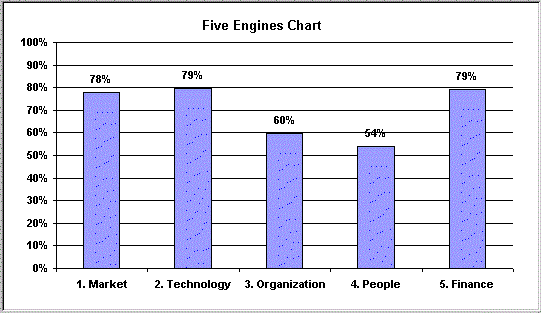 Five Engines Chart
100%
90%
80%
70%
60%
50%
40%
30%
20%
10%
0%
78%
79%
60%
54%
79%
1. Market
2. Technology
3. Organization
4. People
5. Finance